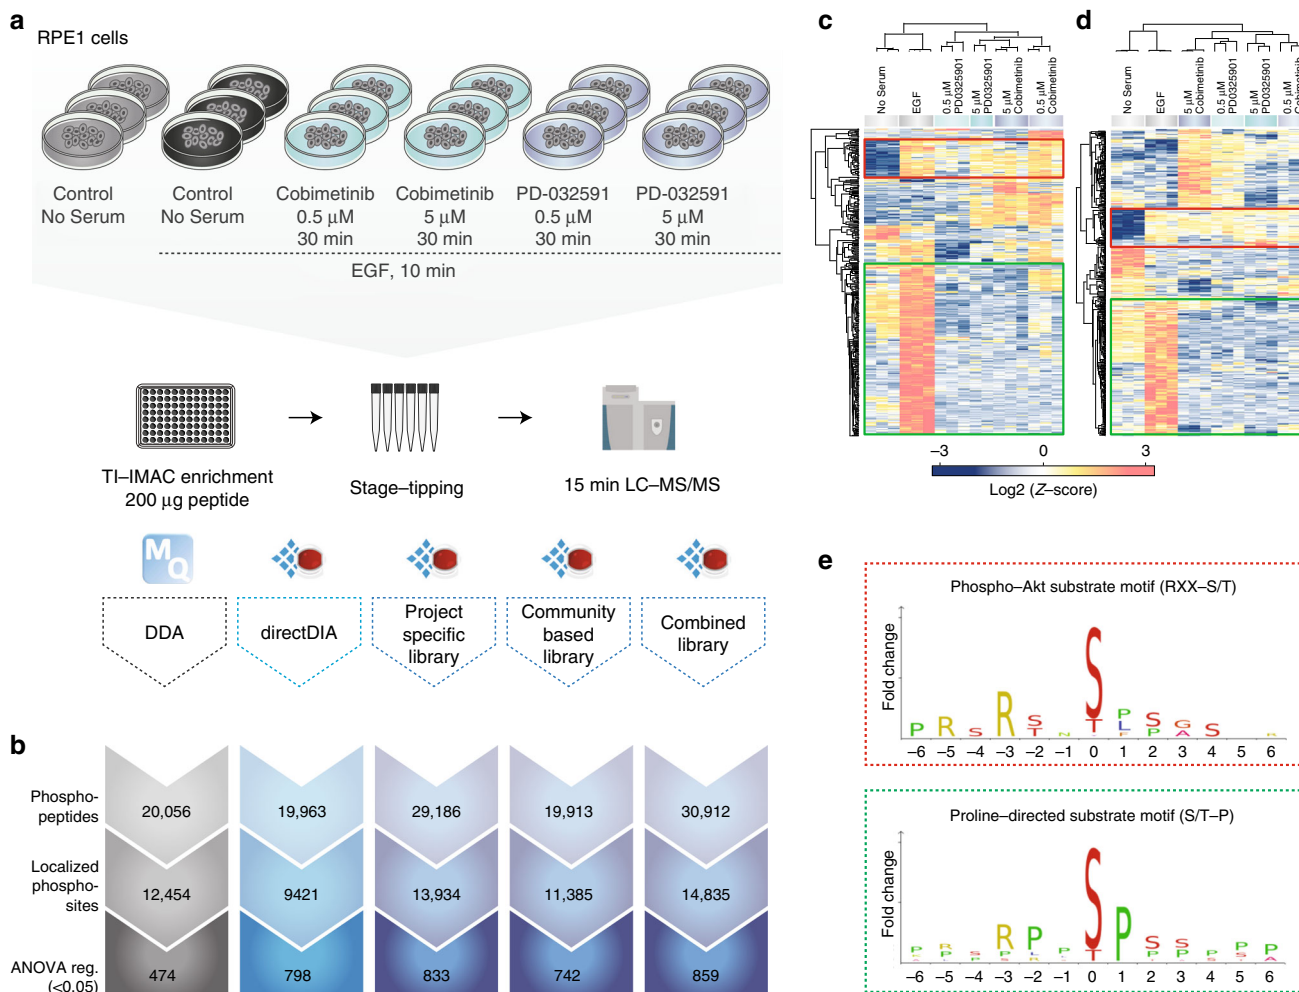 a
RPE1 cells
Control
No Serum
Control
No Serum
Cobimetinib
0.5 µM
30 min
Cobimetinib
5 µM
30 min
PD-032591
0.5 µM
30 min
PD-032591
5 µM
30 min
EGF, 10 min
TI–IMAC enrichment
200 µg peptide
Stage–tipping
15 min LC–MS/MS
M
Q
DDA
directDIA
Project
specific
library
Community
based
library
Combined
library
b
Phospho-
peptides
20,056
19,963
29,186
19,913
30,912
Localized
phospho-
sites
12,454
9421
13,934
11,385
14,835
ANOVA reg.
(<0.05)
474
798
833
742
859
c
No Serum
EGF
0.5 µM
PD0325901
5 µM
PD0325901
5 µM
Cobimetinib
0.5 µM
Cobimetinib
d
No Serum
EGF
5 µM
Cobimetinib
0.5 µM
PD0325901
5 µM
PD0325901
0.5 µM
–3
0
3
Log2 (Z–score)
e
Phospho–Akt substrate motif (RXX–S/T)
Fold change
P R S R S T N S T P L F S P G A S R
–6 –5 –4 –3 –2 –1 0 1 2 3 4 5 6
Proline–directed substrate motif (S/T–P)
Fold change
–6 –5 –4 –3 –2 –1 0 1 2 3 4 5 6